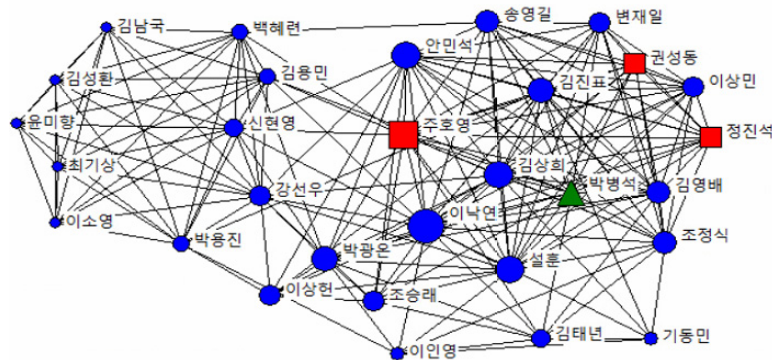 송영길
변재일
김남국
백혜련
안민석
권성동
김성환
김용민
김진표
이상민
윤미향
신현영
주호영
정진석
최기상
김상희
박병석
김영배
강선우
이소영
이낙연
박용진
박광온
조정식
설훈
이상헌
조승래
이인영
김태년
기동민